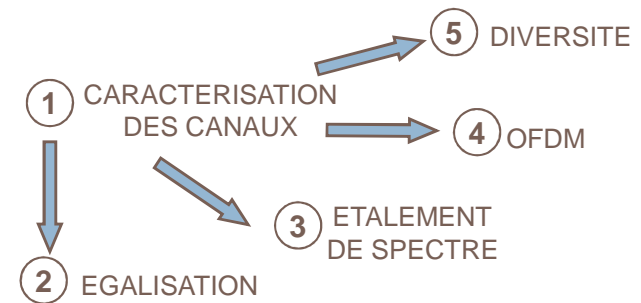 5 DIVERSITE
1 CARACTERISATION
DES CANAUX
4 OFDM
3 ETALEMENT
DE SPECTRE
2 EGALISATION